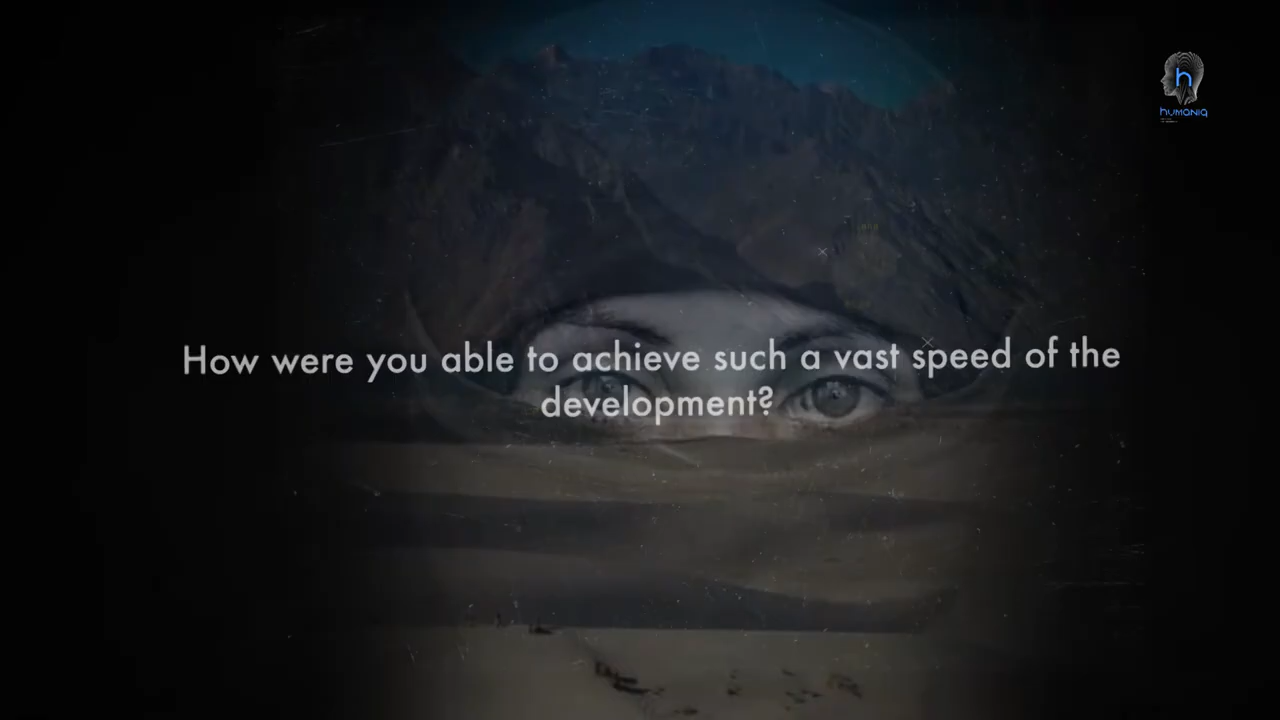 h
humaniq
How were you able to achieve such a vast speed of the
development?